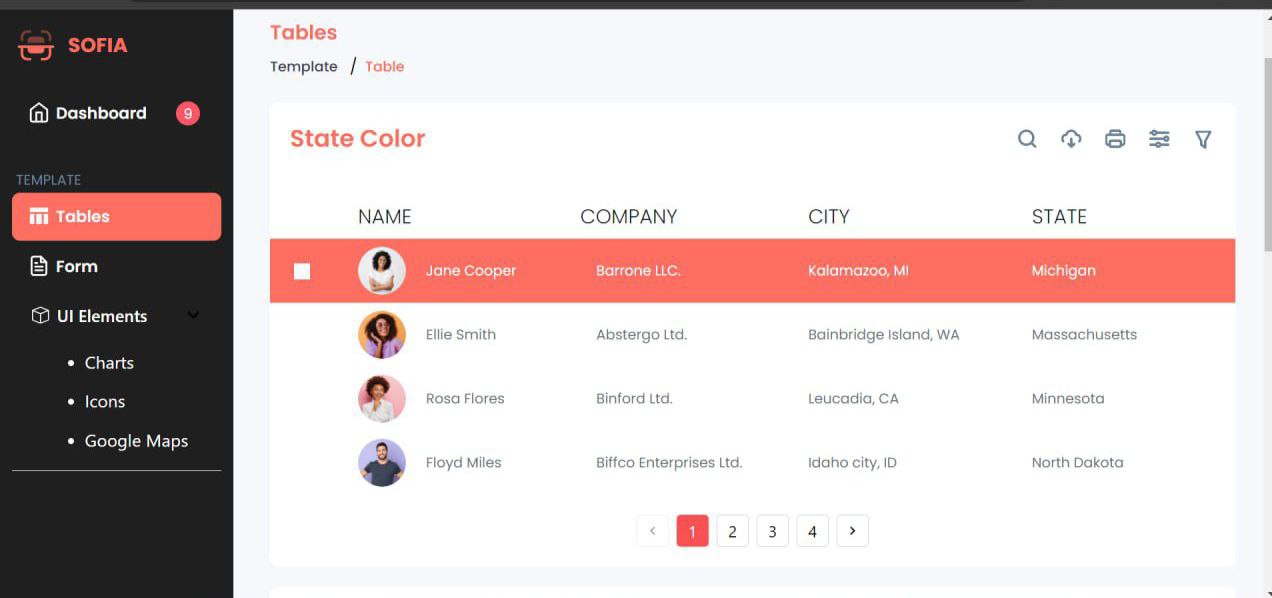 SOFIA
Dashboard 9
TEMPLATE
Tables
Form
UI Elements
Charts
Icons
Google Maps
Tables
Template / Table
State Color
NAME COMPANY CITY STATE
Jane Cooper Barrone LLC. Kalamazoo, MI Michigan
Ellie Smith Abstergo Ltd. Bainbridge Island, WA Massachusetts
Rosa Flores Binford Ltd. Leucadia, CA Minnesota
Floyd Miles Biffco Enterprises Ltd. Idaho city, ID North Dakota
< 1 2 3 4 >